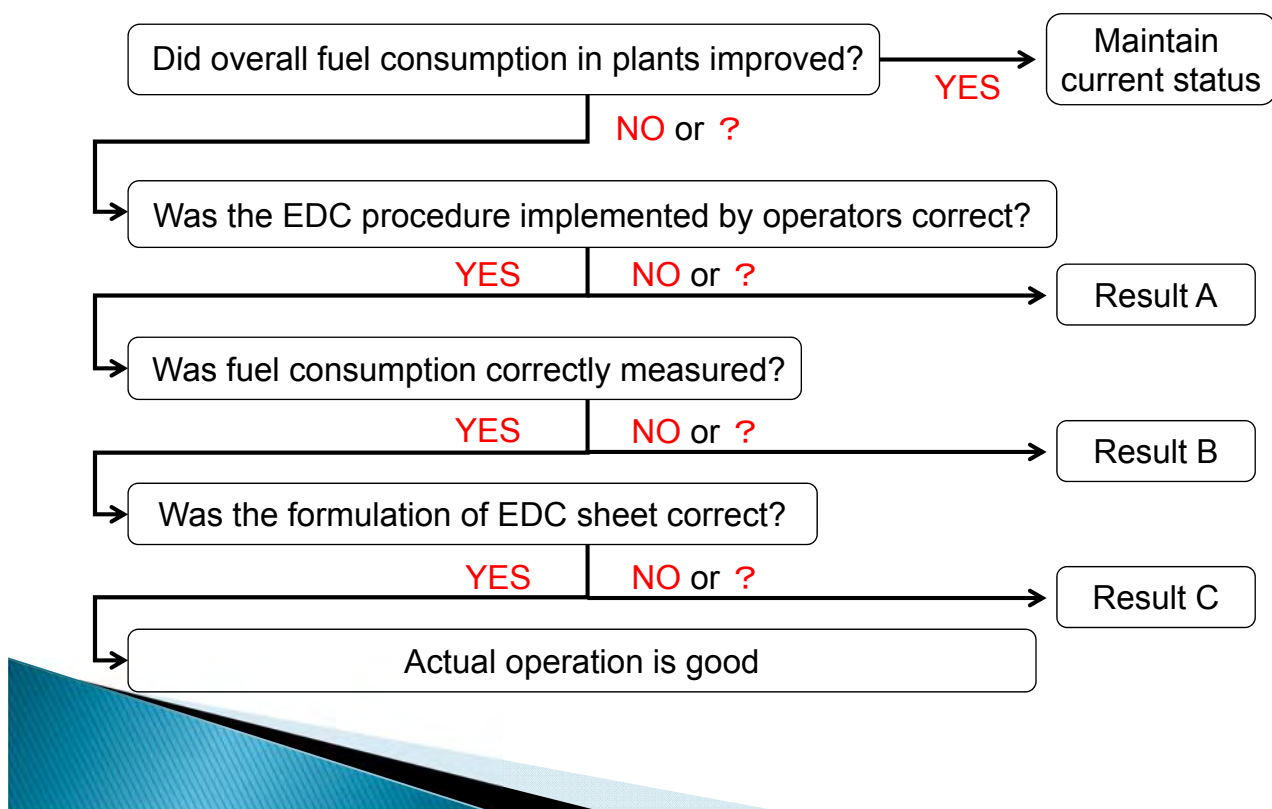 Did overall fuel consumption in plants improved?
Maintain
current status
YES
NO or ？
Was the EDC procedure implemented by operators correct?
YES
NO or ？
Result A
Was fuel consumption correctly measured?
YES
NO or ？
Result B
Was the formulation of EDC sheet correct?
YES
NO or ？
Result C
Actual operation is good